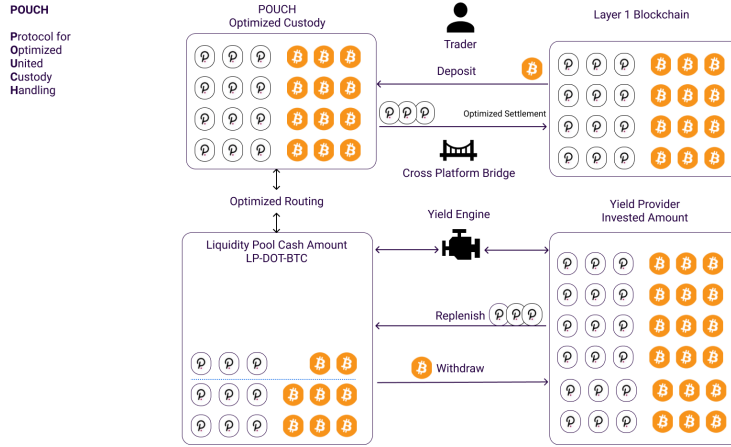 POUCH
Protocol for
Optimized
United
Custody
Handling
POUCH
Optimized Custody
Trader
Layer 1 Blockchain
Deposit
Optimized Settlement
Cross Platform Bridge
Optimized Routing
Yield Engine
Yield Provider
Invested Amount
Liquidity Pool Cash Amount
LP-DOT-BTC
Replenish
Withdraw